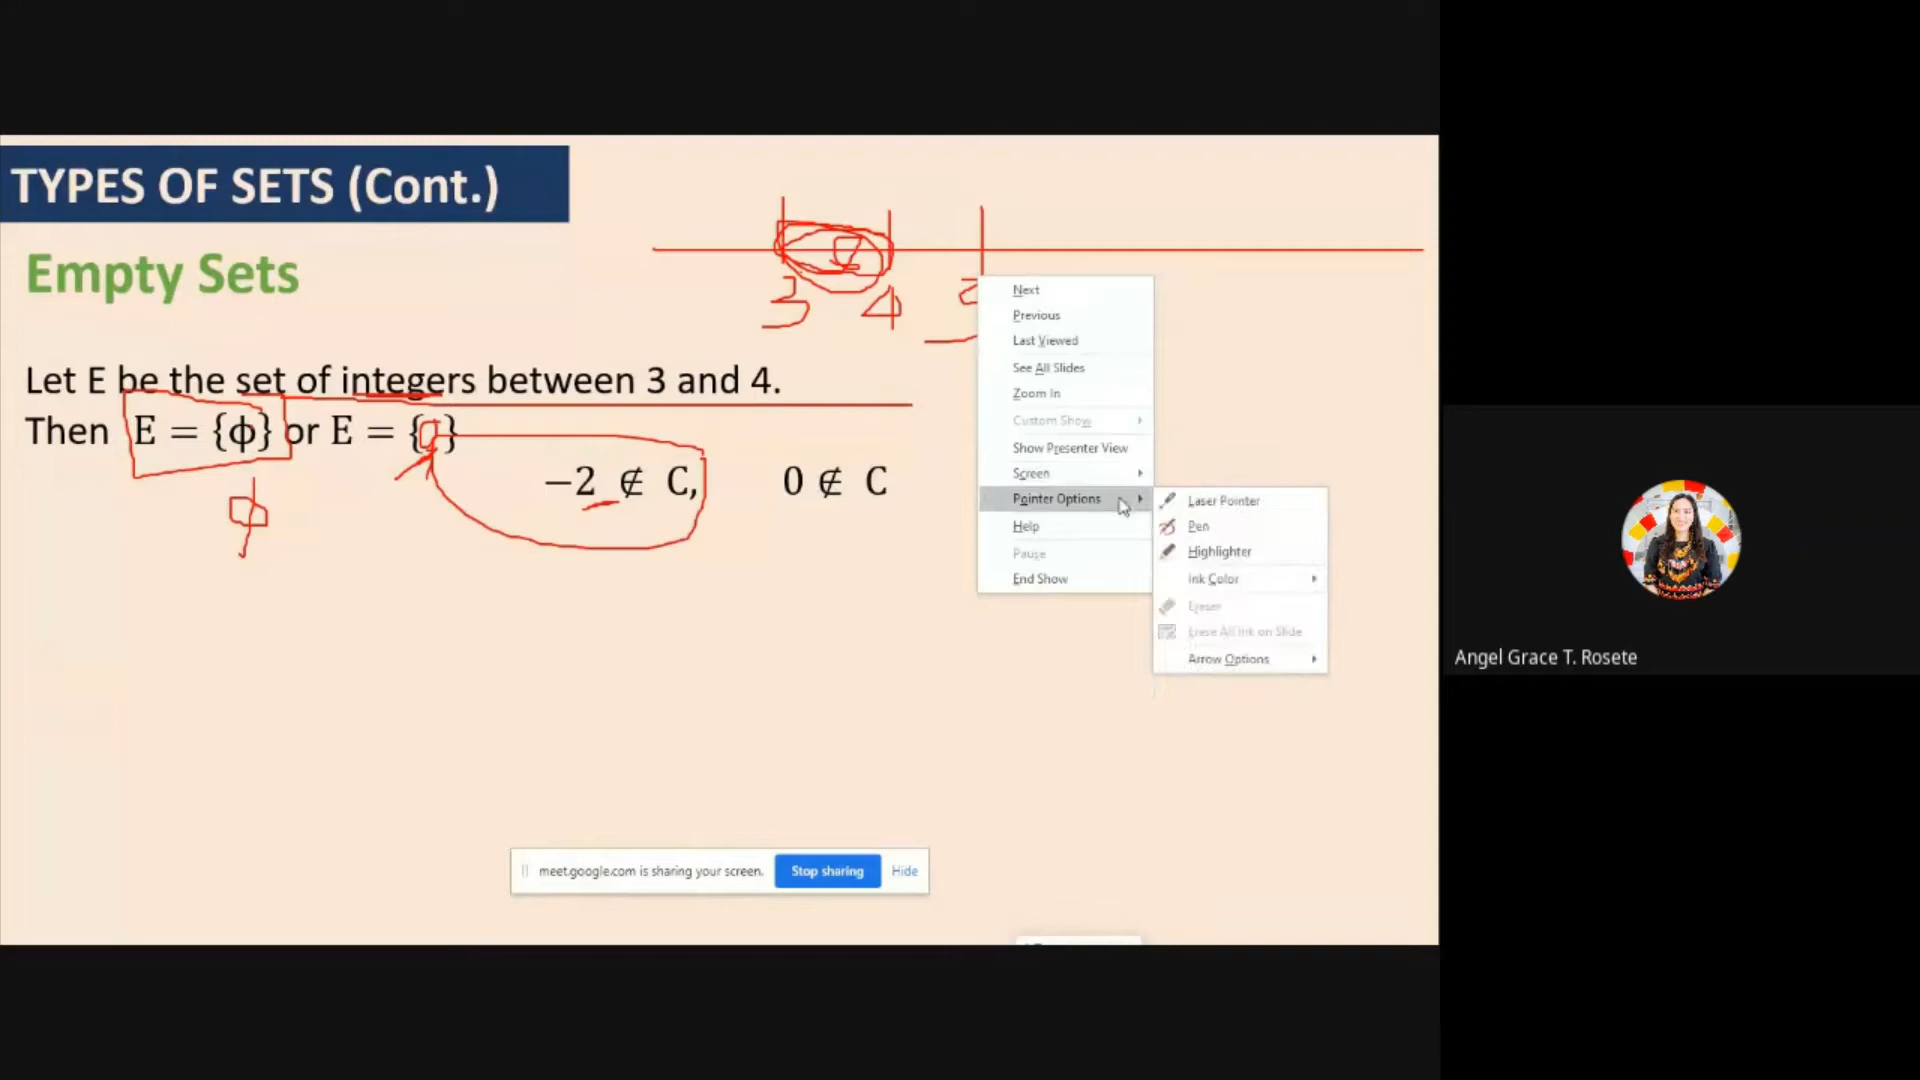 TYPES OF SETS (Cont.)
Empty Sets
3 4
Let E be the set of integers between 3 and 4.
Then E = {ϕ} or E = { }
−2 ∉ C, 0 ∉ C
ϕ
Next
Previous
Last Viewed
See All Slides
Zoom In
Custom Show
Show Presenter View
Screen
Pointer Options
Help
Pause
End Show
Laser Pointer
Pen
Highlighter
Ink Color
Eraser
Erase All Ink on Slide
Arrow Options
Angel Grace T. Rosete
meet.google.com is sharing your screen. Stop sharing Hide